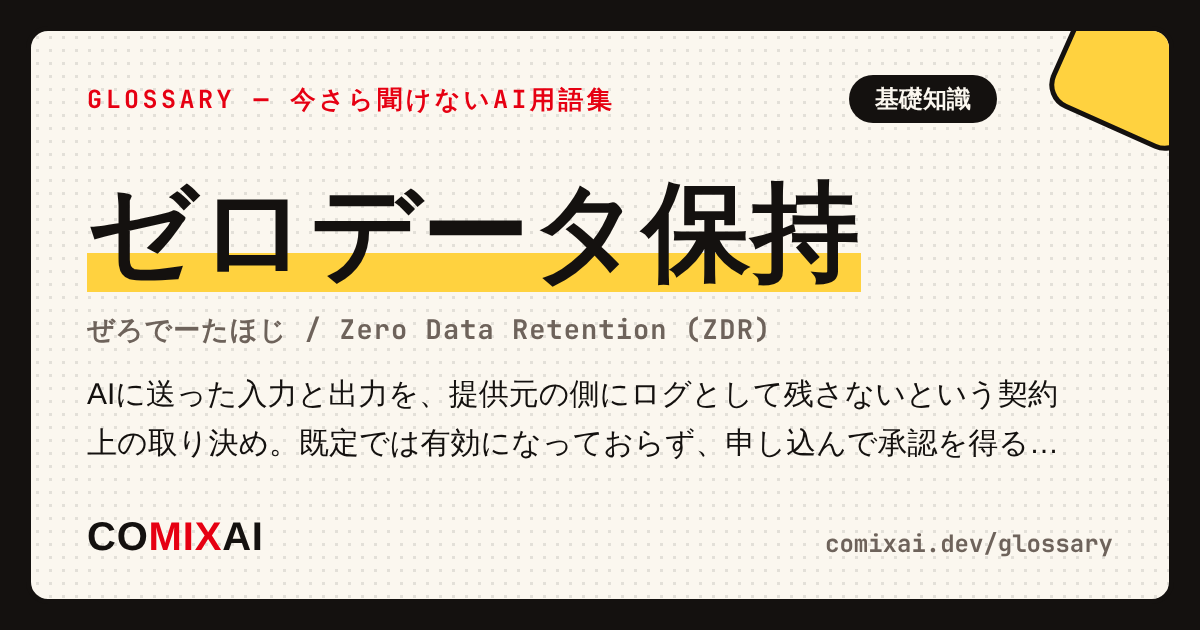 GLOSSARY — 今さら聞けないAI用語集
基礎知識
ゼロデータ保持
ぜろでーたほじ / Zero Data Retention (ZDR)
AIに送った入力と出力を、提供元の側にログとして残さないという契約
上の取り決め。既定では有効になっておらず、申し込んで承認を得る…
COMIXAI
comixai.dev/glossary